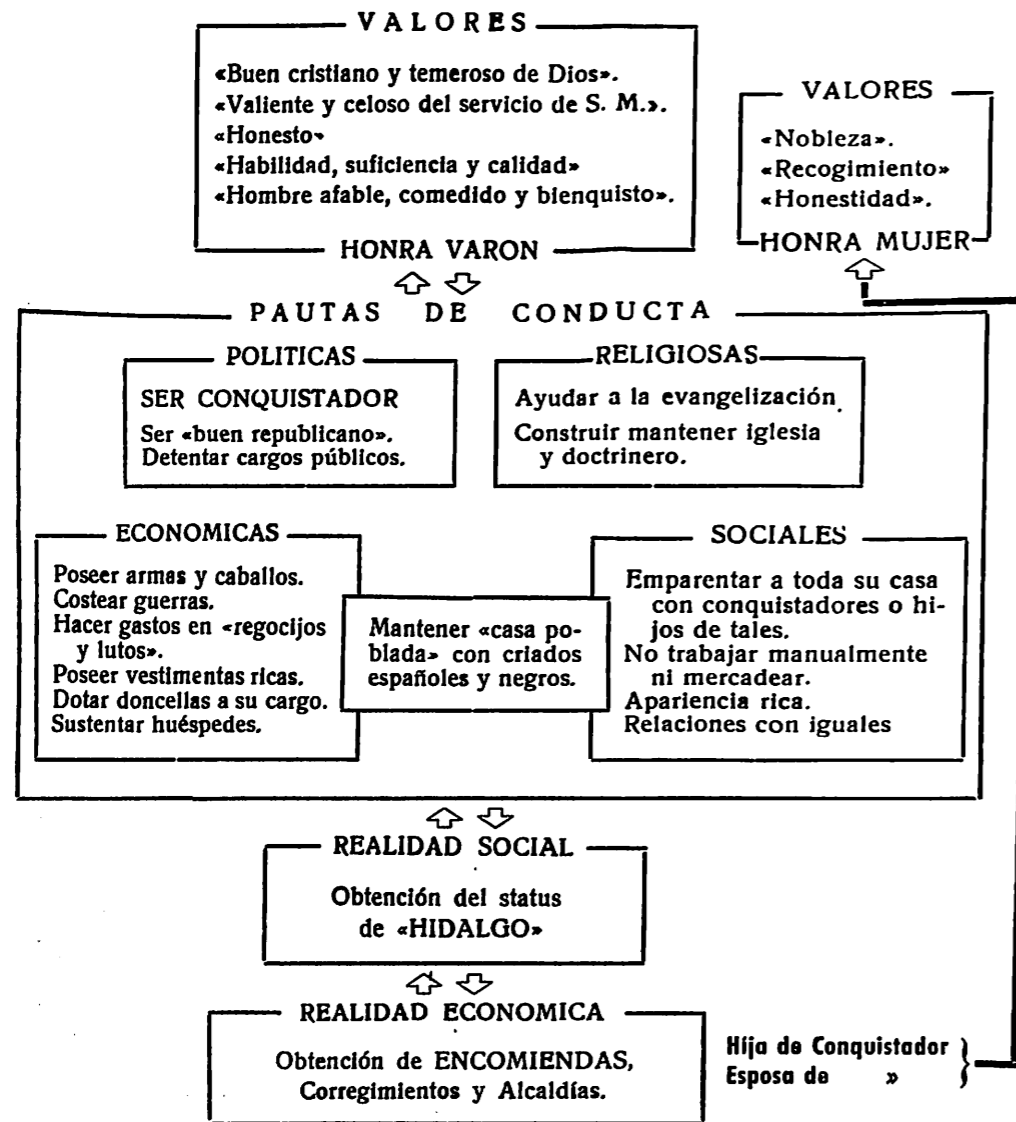 VALORES
«Buen cristiano y temeroso de Dios».
«Valiente y celoso del servicio de S. M.».
«Honesto»
«Habilidad, suficiencia y calidad»
«Hombre afable, comedido y bienquisto».
HONRA VARON
VALORES
«Nobleza».
«Recogimiento»
«Honestidad».
HONRA MUJER
PAUTAS DE CONDUCTA
POLITICAS
SER CONQUISTADOR
Ser «buen republicano».
Detentar cargos públicos.
RELIGIOSAS
Ayudar a la evangelización.
Construir mantener iglesia
y doctrinero.
ECONOMICAS
Poseer armas y caballos.
Costear guerras.
Hacer gastos en «regocijos
y lutos».
Poseer vestimentas ricas.
Dotar doncellas a su cargo.
Sustentar huéspedes.
Mantener «casa po-
blada» con criados
españoles y negros.
SOCIALES
Emparentar a toda su casa
con conquistadores o hi-
jos de tales.
No trabajar manualmente
ni mercadear.
Apariencia rica.
Relaciones con iguales
REALIDAD SOCIAL
Obtención del status
de «HIDALGO»
REALIDAD ECONOMICA
Obtención de ENCOMIENDAS,
Corregimientos y Alcaldías.
Hija de Conquistador }
Esposa de » }